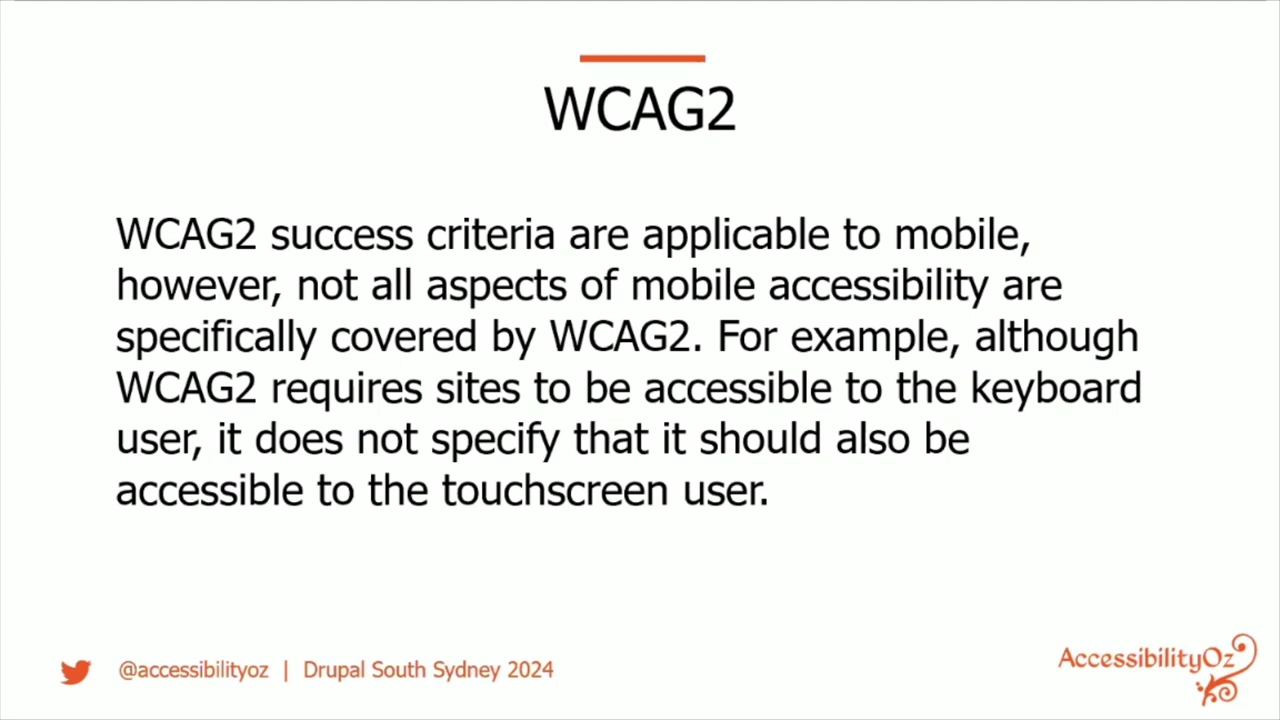 WCAG2
WCAG2 success criteria are applicable to mobile,
however, not all aspects of mobile accessibility are
specifically covered by WCAG2. For example, although
WCAG2 requires sites to be accessible to the keyboard
user, it does not specify that it should also be
accessible to the touchscreen user.
@accessibilityoz | Drupal South Sydney 2024
AccessibilityOz